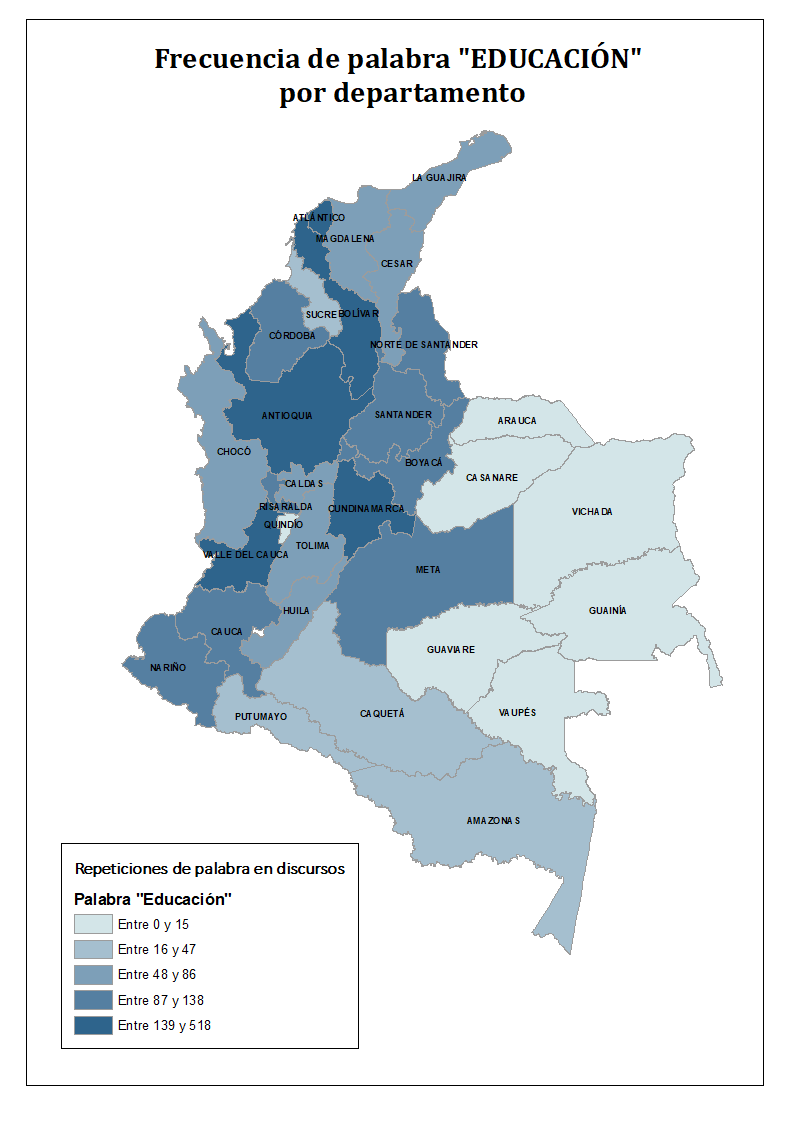 Frecuencia de palabra "EDUCACIÓN"
por departamento
LA GUAJIRA
ATLÁNTICO
MAGDALENA
CESAR
SUCRE
BOLÍVAR
CÓRDOBA
NORTE DE SANTANDER
ANTIOQUIA
SANTANDER
ARAUCA
CHOCÓ
BOYACÁ
CASANARE
CALDAS
RISARALDA
CUNDINAMARCA
VICHADA
QUINDÍO
TOLIMA
VALLE DEL CAUCA
META
HUILA
GUAINÍA
CAUCA
GUAVIARE
NARIÑO
PUTUMAYO
CAQUETÁ
VAUPÉS
AMAZONAS
Repeticiones de palabra en discursos
Palabra "Educación"
Entre 0 y 15
Entre 16 y 47
Entre 48 y 86
Entre 87 y 138
Entre 139 y 518